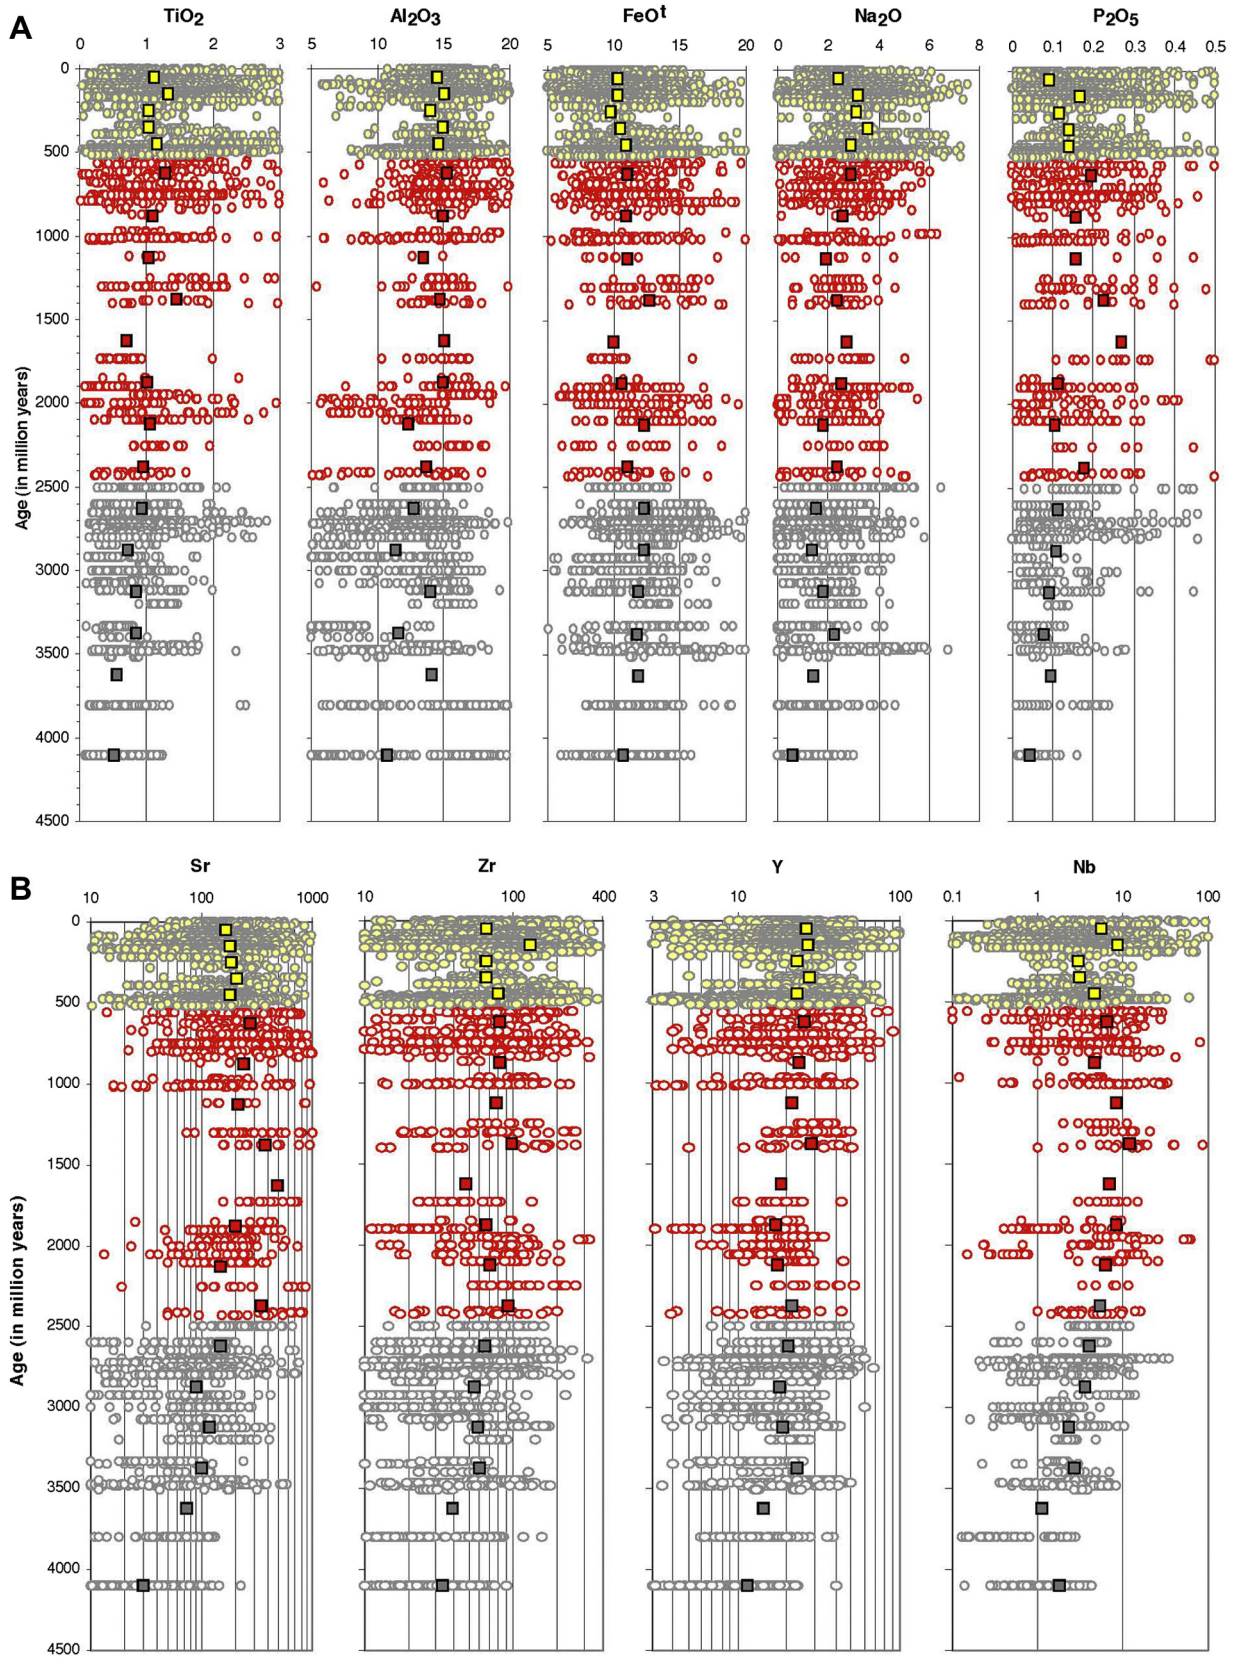 A
TiO2 Al2O3 FeOt Na2O P2O5
0 1 2 3 5 10 15 20 5 10 15 20 0 2 4 6 8 0 0.1 0.2 0.3 0.4 0.5
0
500
1000
1500
2000
2500
3000
3500
4000
4500
Age (in million years)
B
Sr Zr Y Nb
10 100 1000 10 100 400 3 10 100 0.1 1 10 100
0
500
1000
1500
2000
2500
3000
3500
4000
4500
Age (in million years)